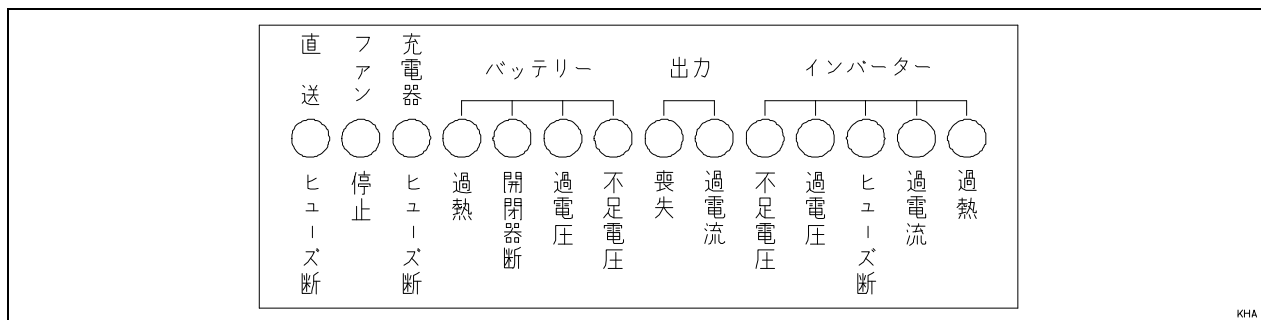 直送
ファン
充電器
バッテリー
出力
インバーター
ヒューズ断
停止
ヒューズ断
過熱
開閉器断
過電圧
不足電圧
喪失
過電流
不足電圧
過電圧
ヒューズ断
過電流
過熱
KHA